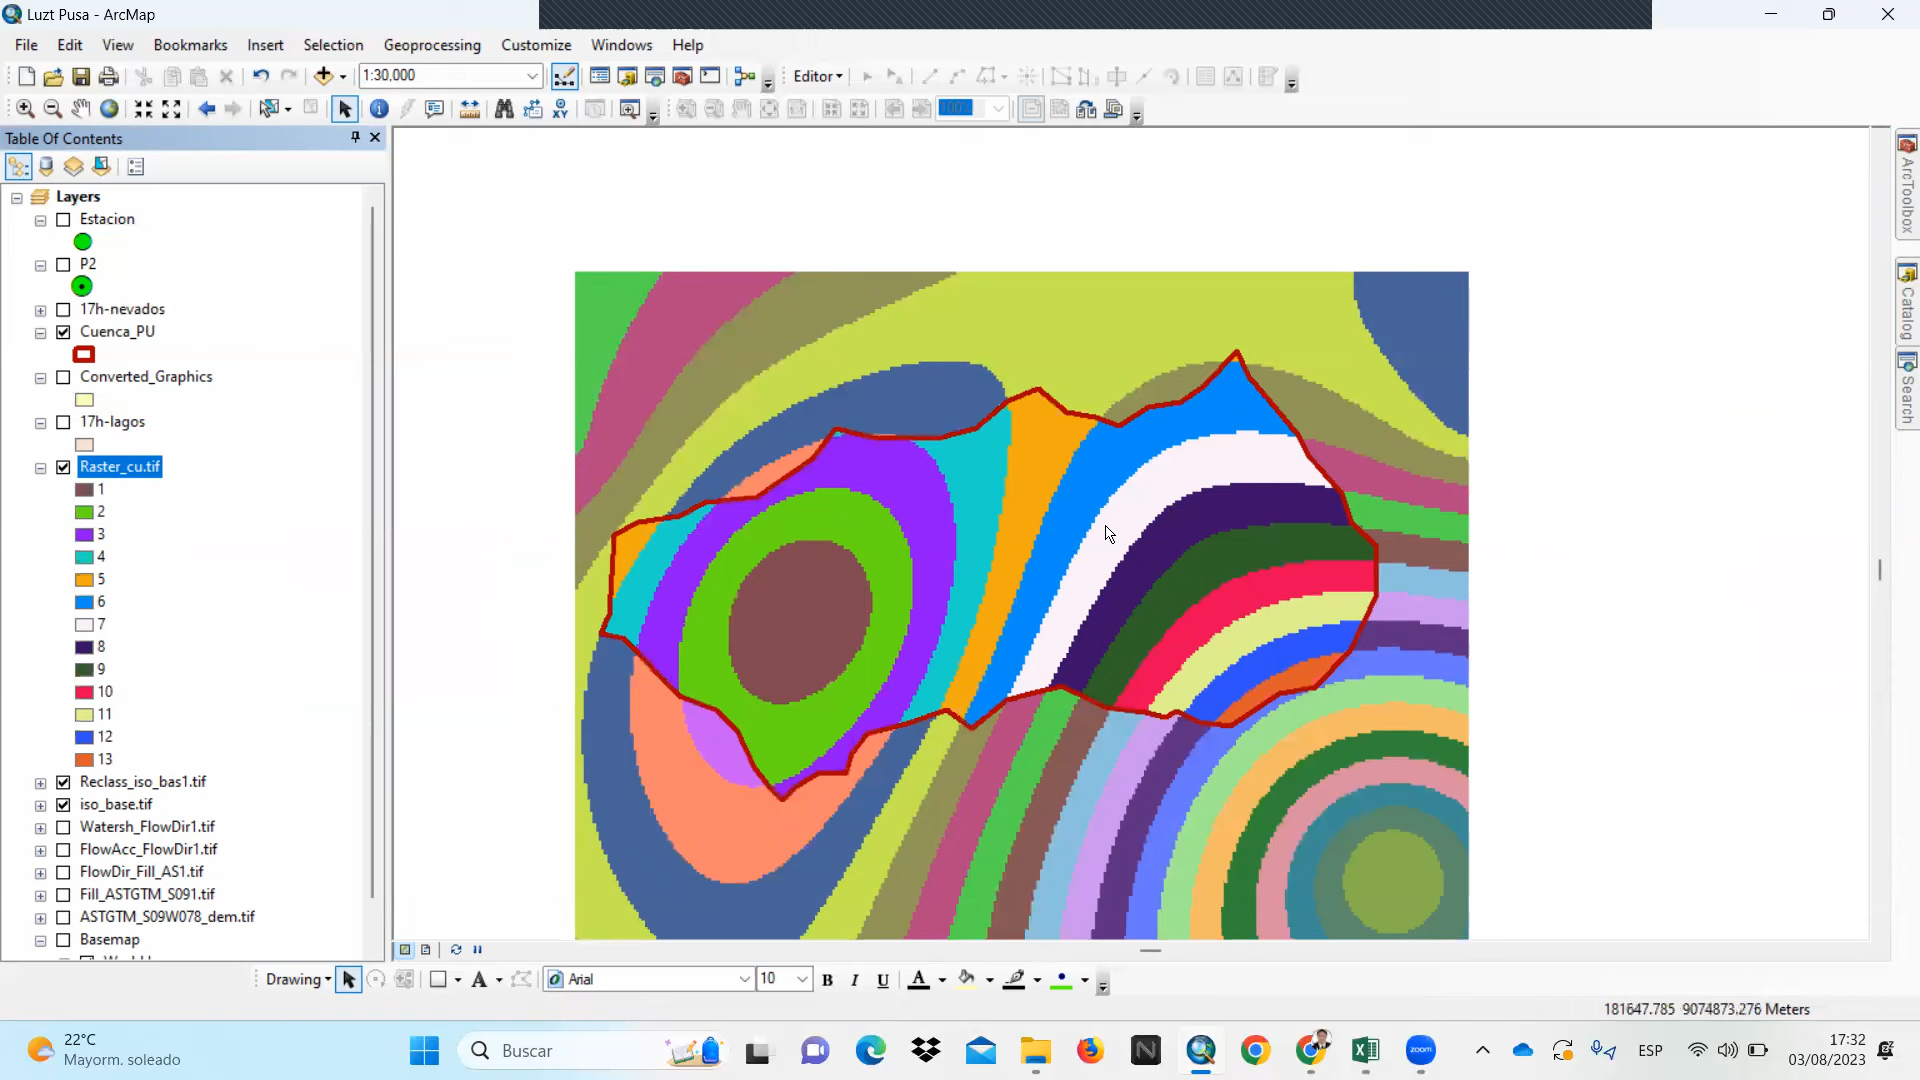 Luzt Pusa - ArcMap
File Edit View Bookmarks Insert Selection Geoprocessing Customize Windows Help
1:30,000
Editor
100%
Table Of Contents
Layers
Estacion
P2
17h-nevados
Cuenca_PU
Converted_Graphics
17h-lagos
Raster_cu.tif
1
2
3
4
5
6
7
8
9
10
11
12
13
Reclass_iso_bas1.tif
iso_base.tif
Watersh_FlowDir1.tif
FlowAcc_FlowDir1.tif
FlowDir_Fill_AS1.tif
Fill_ASTGTM_S091.tif
ASTGTM_S09W078_dem.tif
Basemap
ArcToolbox
Catalog
Search
Drawing A Arial 10 B I U A
181647.785 9074873.276 Meters
22°C
Mayorm. soleado
Buscar
zoom
ESP
17:32
03/08/2023